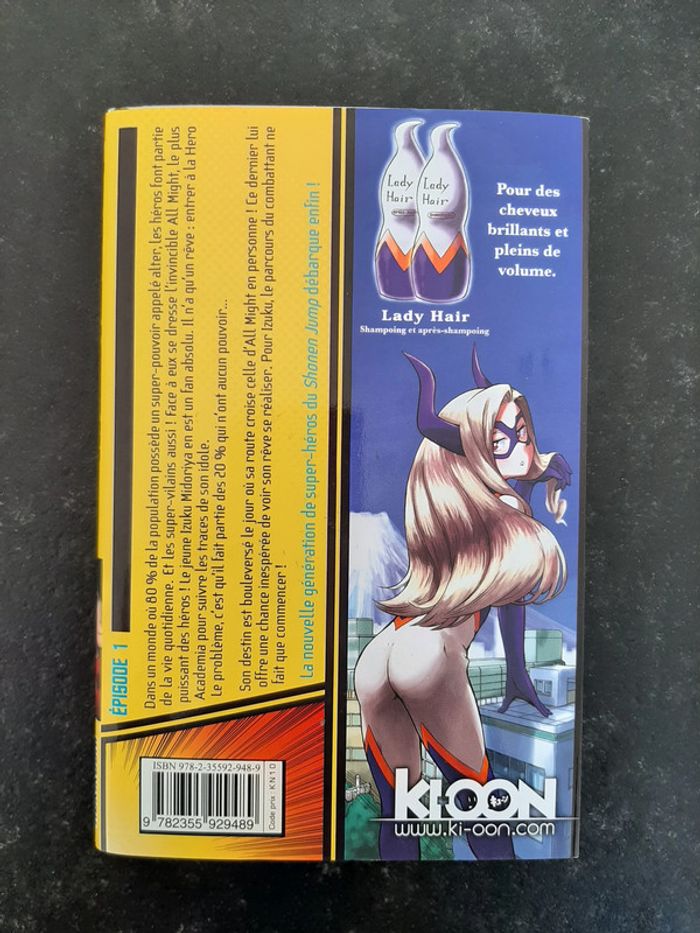 ÉPISODE 1
Dans un monde où 80 % de la population possède un super-pouvoir appelé alter, les héros font partie
de la vie quotidienne. Et les super-vilains aussi ! Face à eux se dresse l'invincible All Might, le plus
puissant des héros ! Le jeune Izuku Midoriya en est un fan absolu. Il n'a qu'un rêve : entrer à la Hero
Academia pour suivre les traces de son idole.
Le problème, c'est qu'il fait partie des 20 % qui n'ont aucun pouvoir...
Son destin est bouleversé le jour où sa route croise celle d'All Might en personne ! Ce dernier lui
offre une chance inespérée de voir son rêve se réaliser. Pour Izuku, le parcours du combattant ne
fait que commencer !
La nouvelle génération de super-héros du Shonen Jump débarque enfin !
ISBN 978-2-35592-948-9
9 782355 929489
Code prix : KN10
Lady
Hair
Lady
Hair
Pour des
cheveux
brillants et
pleins de
volume.
Lady Hair
Shampoing et après-shampoing
KI-OON
www.ki-oon.com